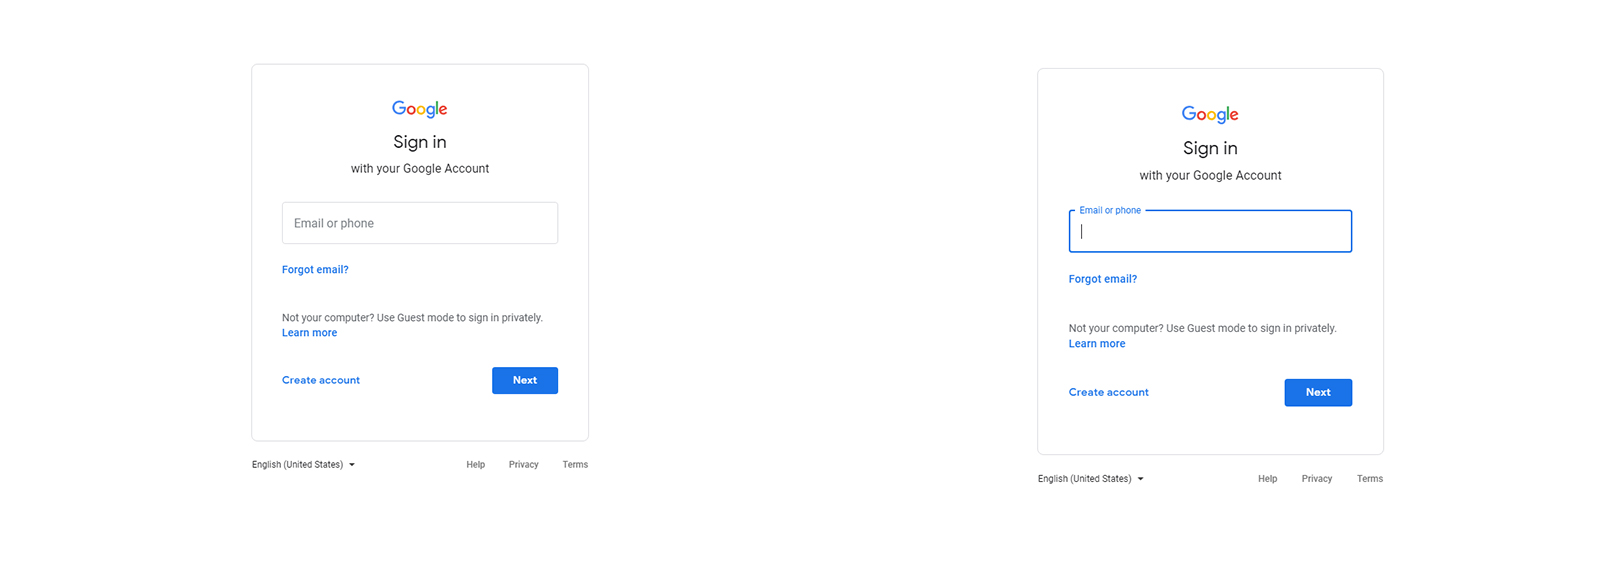 Google
Sign in
with your Google Account
Email or phone
Forgot email?
Not your computer? Use Guest mode to sign in privately.
Learn more
Create account
Next
English (United States)
Help
Privacy
Terms
Google
Sign in
with your Google Account
Email or phone
Forgot email?
Not your computer? Use Guest mode to sign in privately.
Learn more
Create account
Next
English (United States)
Help
Privacy
Terms